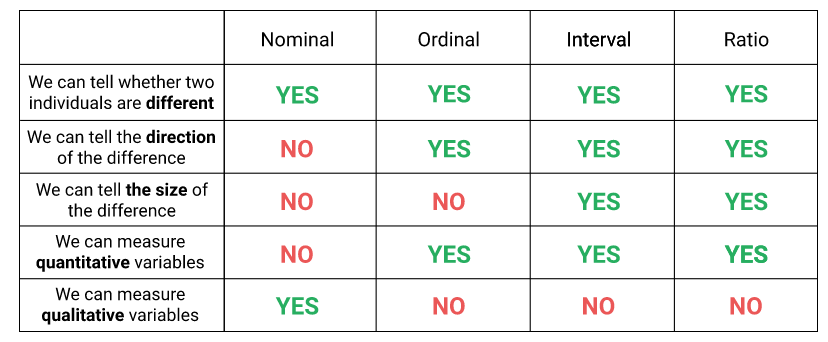 Nominal Ordinal Interval Ratio
We can tell whether two
individuals are different
YES YES YES YES
We can tell the direction
of the difference
NO YES YES YES
We can tell the size of
the difference
NO NO YES YES
We can measure
quantitative variables
NO YES YES YES
We can measure
qualitative variables
YES NO NO NO